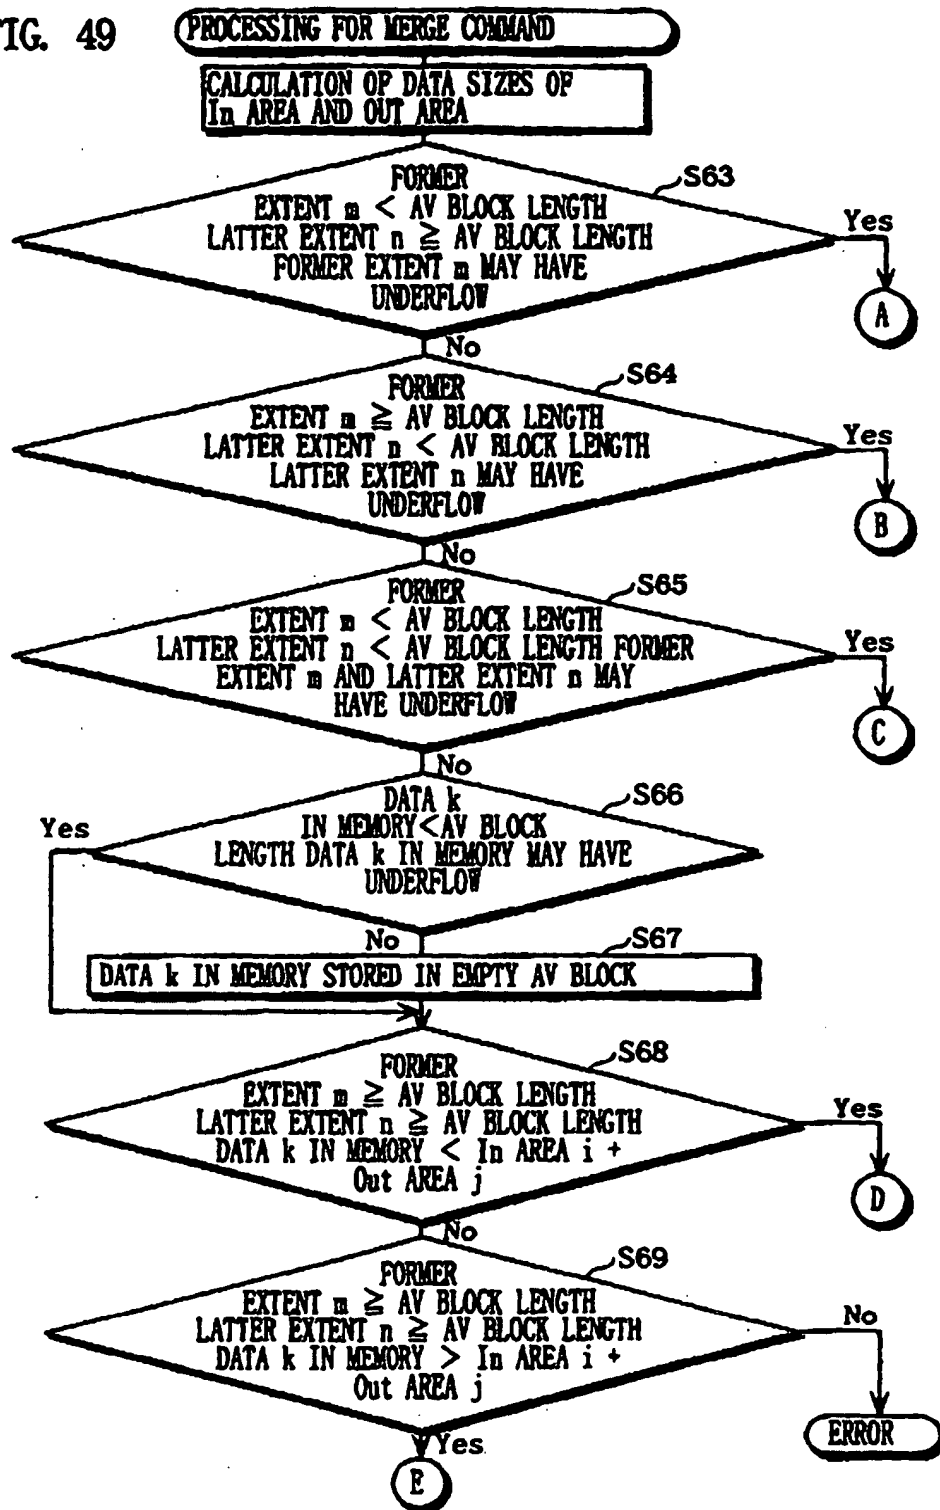 FIG. 49
PROCESSING FOR MERGE COMMAND
CALCULATION OF DATA SIZES OF
In AREA AND OUT AREA
S63
FORMER
EXTENT m < AV BLOCK LENGTH
LATTER EXTENT n ≧ AV BLOCK LENGTH
FORMER EXTENT m MAY HAVE
UNDERFLOW
Yes
A
No
S64
FORMER
EXTENT m ≧ AV BLOCK LENGTH
LATTER EXTENT n < AV BLOCK LENGTH
LATTER EXTENT n MAY HAVE
UNDERFLOW
Yes
B
No
S65
FORMER
EXTENT m < AV BLOCK LENGTH
LATTER EXTENT n < AV BLOCK LENGTH FORMER
EXTENT m AND LATTER EXTENT n MAY
HAVE UNDERFLOW
Yes
C
No
S66
DATA k
IN MEMORY<AV BLOCK
LENGTH DATA k IN MEMORY MAY HAVE
UNDERFLOW
Yes
No
S67
DATA k IN MEMORY STORED IN EMPTY AV BLOCK
S68
FORMER
EXTENT m ≧ AV BLOCK LENGTH
LATTER EXTENT n ≧ AV BLOCK LENGTH
DATA k IN MEMORY < In AREA i +
Out AREA j
Yes
D
No
S69
FORMER
EXTENT m ≧ AV BLOCK LENGTH
LATTER EXTENT n ≧ AV BLOCK LENGTH
DATA k IN MEMORY > In AREA i +
Out AREA j
No
ERROR
Yes
E